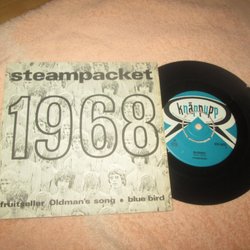 steampacket
1968
fruitseller Oldman's song • blue bird
knäppupp